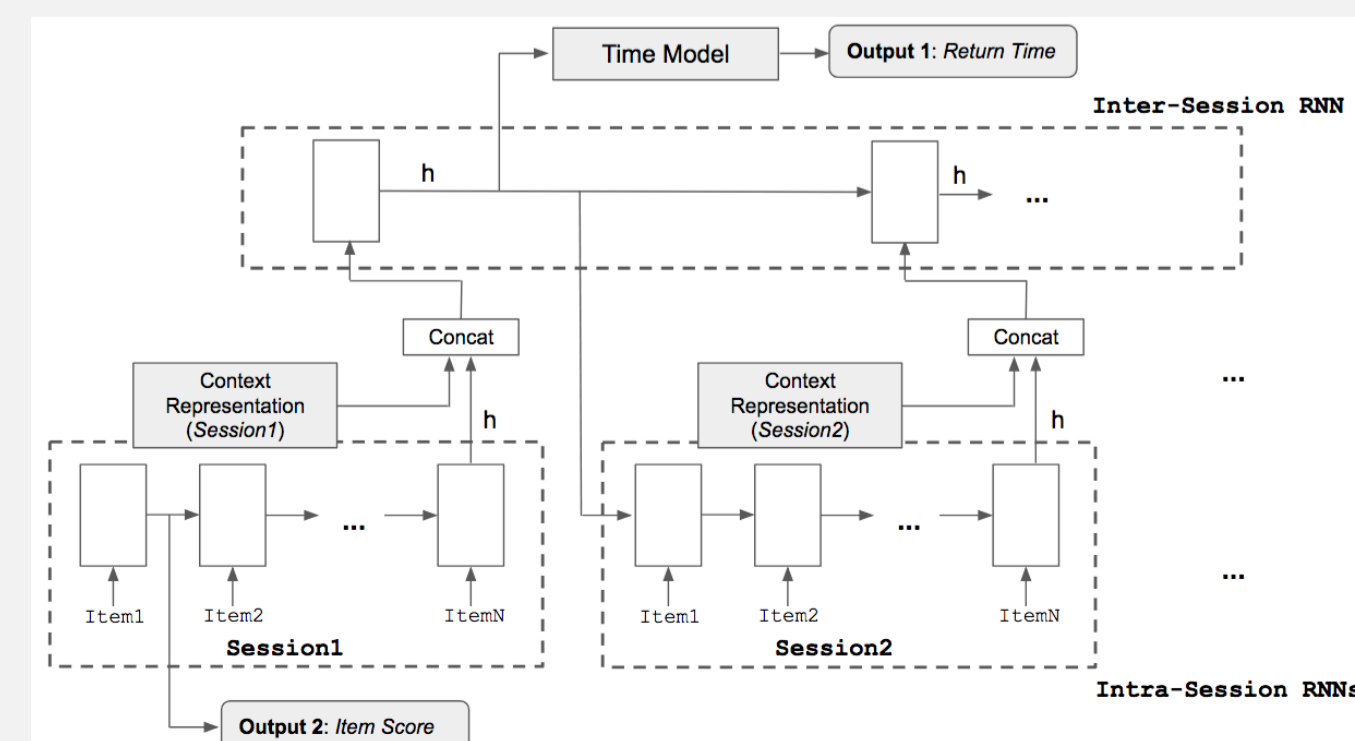 Time Model
Output 1: Return Time
Inter-Session RNN
h
h
...
Concat
Concat
Context
Representation
(Session1)
h
Context
Representation
(Session2)
h
...
...
...
...
Item1
Item2
ItemN
Session1
Item1
Item2
ItemN
Session2
Intra-Session RNNs
Output 2: Item Score